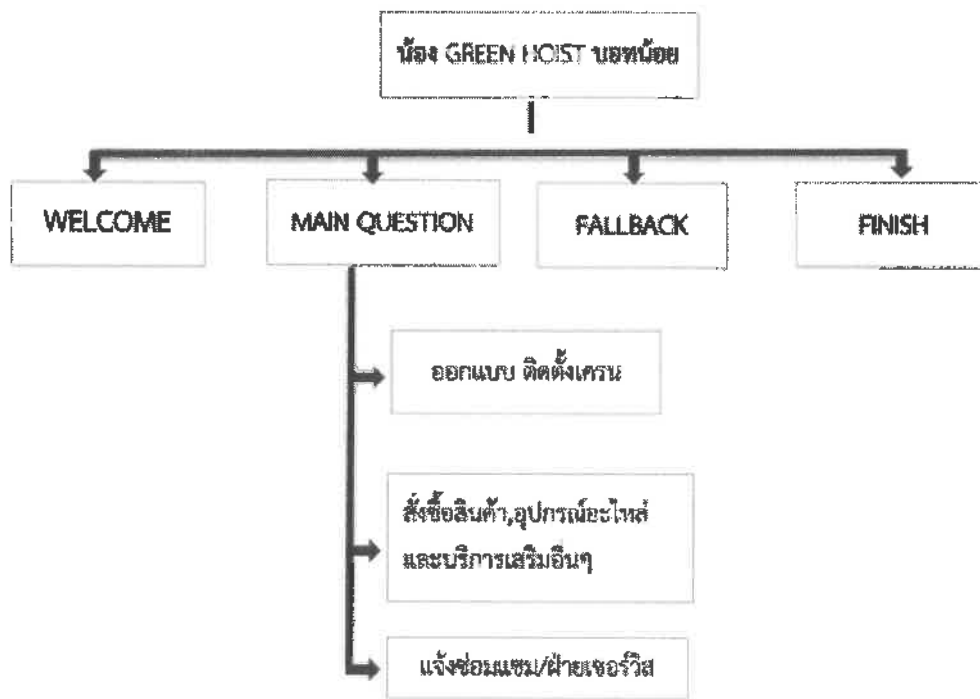 น้อง GREEN HOIST บอทน้อย
WELCOME
MAIN QUESTION
FALLBACK
FINISH
ออกแบบ ติดตั้งเครน
สั่งซื้อสินค้า,อุปกรณ์อะไหล่
และบริการเสริมอื่นๆ
แจ้งซ่อมแซม/ฝ่ายเซอร์วิส